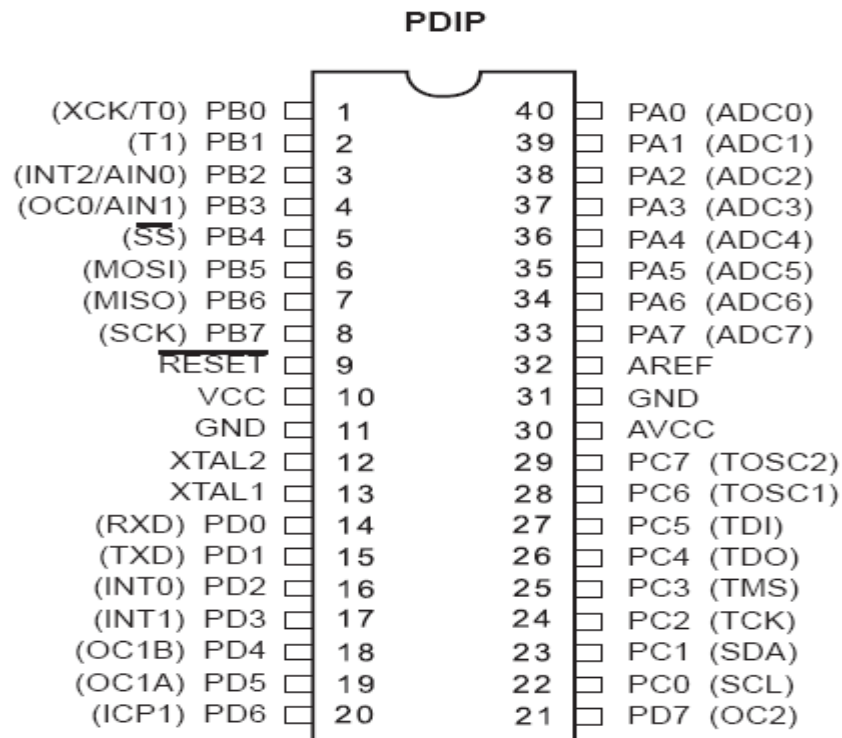 PDIP
(XCK/T0) PB0 1 40 PA0 (ADC0)
(T1) PB1 2 39 PA1 (ADC1)
(INT2/AIN0) PB2 3 38 PA2 (ADC2)
(OC0/AIN1) PB3 4 37 PA3 (ADC3)
(SS) PB4 5 36 PA4 (ADC4)
(MOSI) PB5 6 35 PA5 (ADC5)
(MISO) PB6 7 34 PA6 (ADC6)
(SCK) PB7 8 33 PA7 (ADC7)
RESET 9 32 AREF
VCC 10 31 GND
GND 11 30 AVCC
XTAL2 12 29 PC7 (TOSC2)
XTAL1 13 28 PC6 (TOSC1)
(RXD) PD0 14 27 PC5 (TDI)
(TXD) PD1 15 26 PC4 (TDO)
(INT0) PD2 16 25 PC3 (TMS)
(INT1) PD3 17 24 PC2 (TCK)
(OC1B) PD4 18 23 PC1 (SDA)
(OC1A) PD5 19 22 PC0 (SCL)
(ICP1) PD6 20 21 PD7 (OC2)